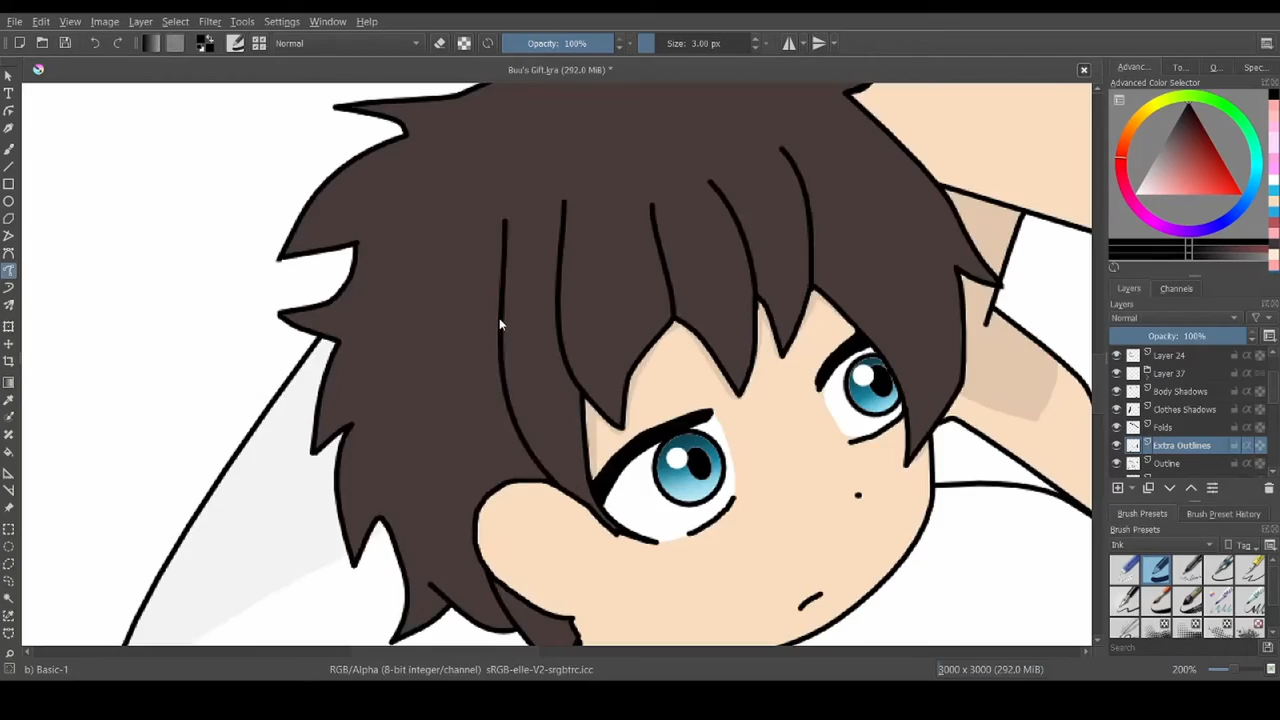 File Edit View Image Layer Select Filter Tools Settings Window Help
Normal Opacity: 100% Size: 3.00 px
Buu's Gift.kra (292.0 MiB) *
Advanc... To... Q... Spec...
Advanced Color Selector
Layers Channels
Layers
Normal
Opacity: 100%
Layer 24
Layer 37
Body Shadows
Clothes Shadows
Folds
Extra Outlines
Outline
Brush Presets Brush Preset History
Brush Presets
Ink Tag
Search
b) Basic-1 RGB/Alpha (8-bit integer/channel) sRGB-elle-V2-srgbtrc.icc 3000 x 3000 (292.0 MiB) 200%